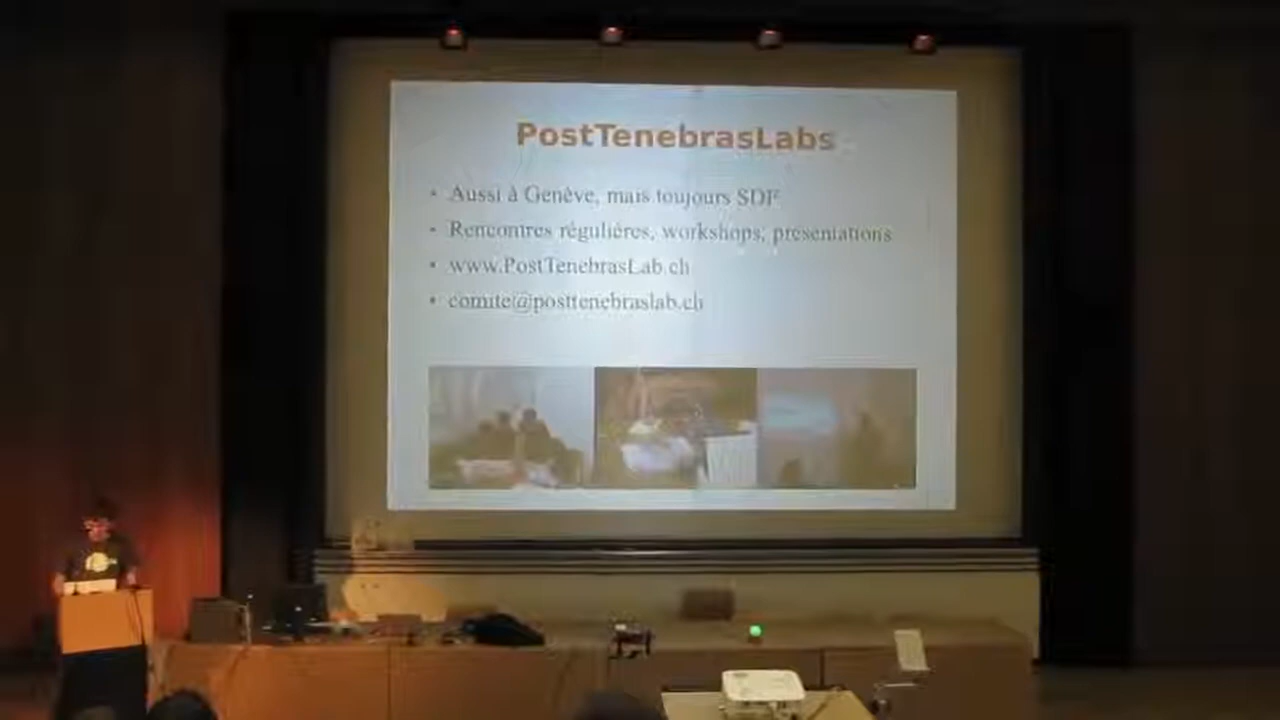 PostTenebrasLabs
• Aussi à Genève, mais toujours SDF
• Rencontres régulières, workshops, présentations
• www.PostTenebrasLab.ch
• comite@posttenebraslab.ch